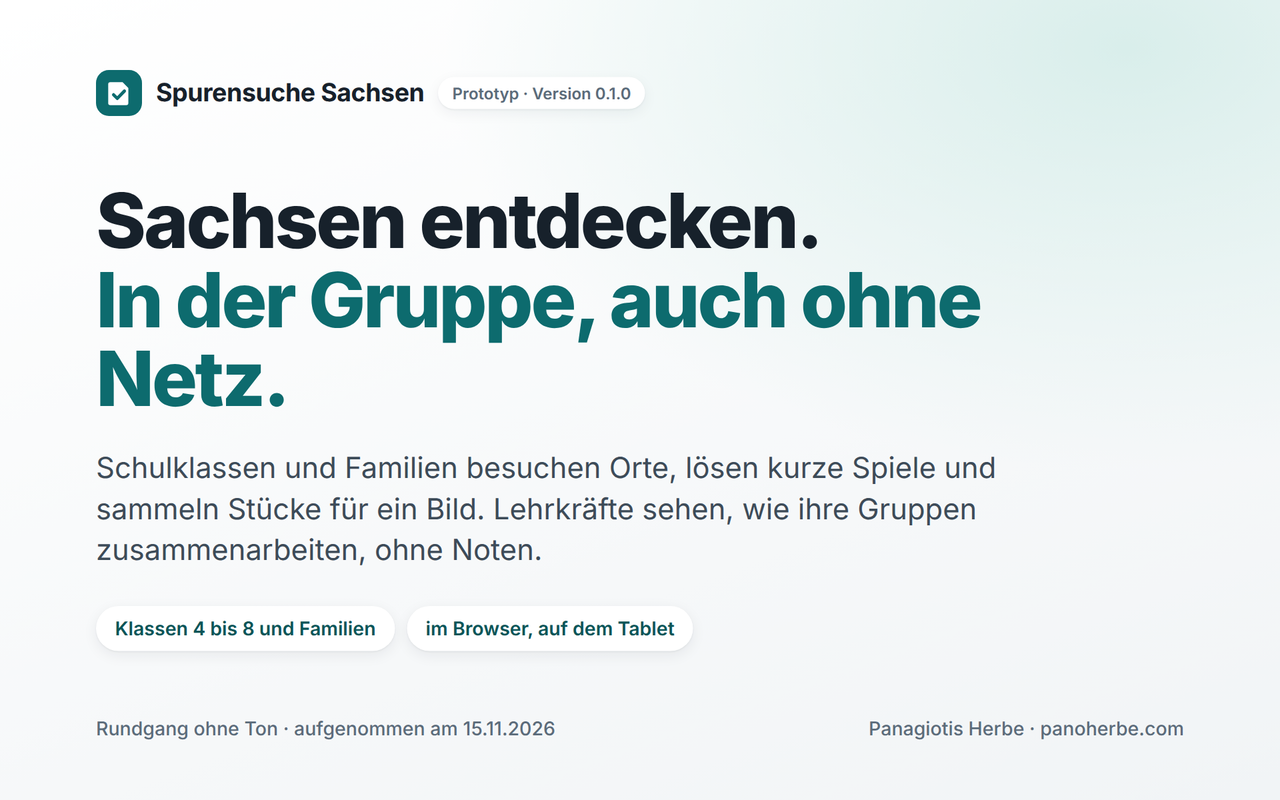 Spurensuche Sachsen
Prototyp · Version 0.1.0
Sachsen entdecken.
In der Gruppe, auch ohne
Netz.
Schulklassen und Familien besuchen Orte, lösen kurze Spiele und
sammeln Stücke für ein Bild. Lehrkräfte sehen, wie ihre Gruppen
zusammenarbeiten, ohne Noten.
Klassen 4 bis 8 und Familien
im Browser, auf dem Tablet
Rundgang ohne Ton · aufgenommen am 15.11.2026
Panagiotis Herbe · panoherbe.com